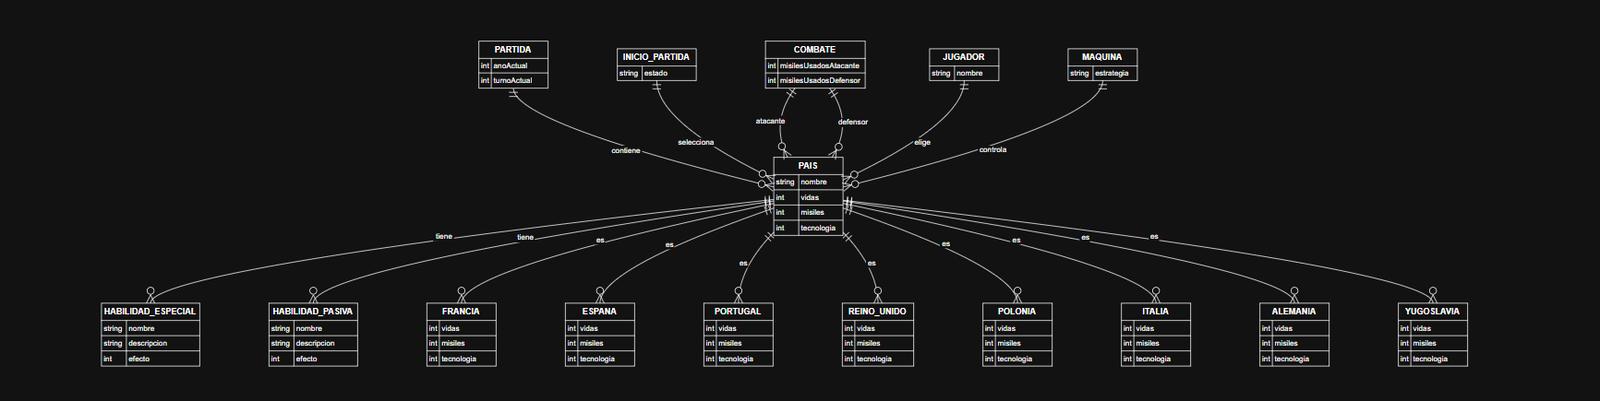 PARTIDA
int anoActual
int turnoActual
INICIO_PARTIDA
string estado
COMBATE
int misilesUsadosAtacante
int misilesUsadosDefensor
JUGADOR
string nombre
MAQUINA
string estrategia
contiene
selecciona
atacante
defensor
elige
controla
PAIS
string nombre
int vidas
int misiles
int tecnologia
tiene
tiene
es
es
es
es
es
es
es
es
HABILIDAD_ESPECIAL
string nombre
string descripcion
int efecto
HABILIDAD_PASIVA
string nombre
string descripcion
int efecto
FRANCIA
int vidas
int misiles
int tecnologia
ESPANA
int vidas
int misiles
int tecnologia
PORTUGAL
int vidas
int misiles
int tecnologia
REINO_UNIDO
int vidas
int misiles
int tecnologia
POLONIA
int vidas
int misiles
int tecnologia
ITALIA
int vidas
int misiles
int tecnologia
ALEMANIA
int vidas
int misiles
int tecnologia
YUGOSLAVIA
int vidas
int misiles
int tecnologia